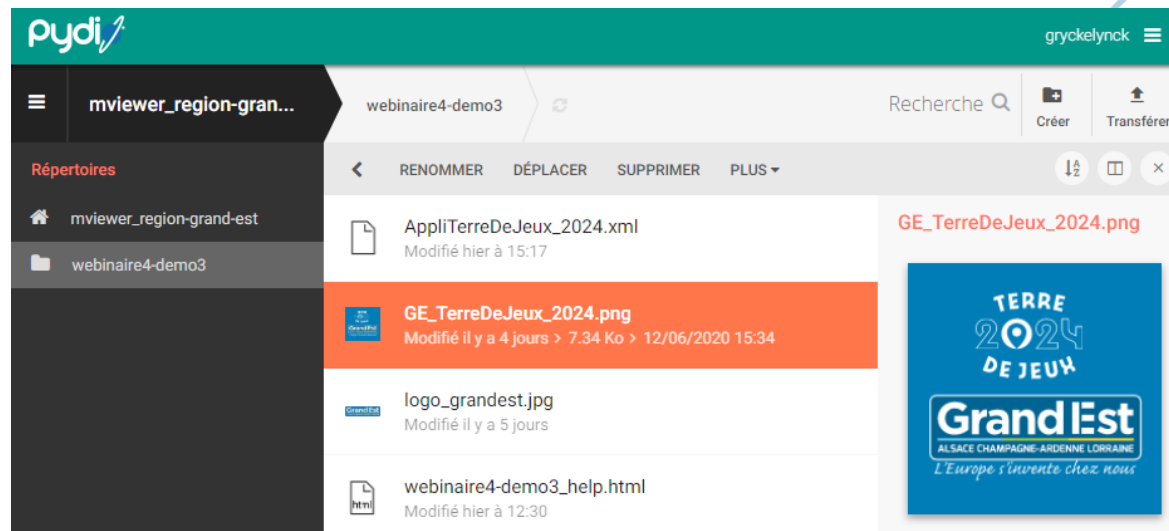 pydio
gryckelynck
mviewer_region-gran...
webinaire4-demo3
Recherche
Créer
Transférer
Répertoires
RENOMMER DÉPLACER SUPPRIMER PLUS
mviewer_region-grand-est
webinaire4-demo3
AppliTerreDeJeux_2024.xml
Modifié hier à 15:17
GE_TerreDeJeux_2024.png
Modifié il y a 4 jours > 7.34 Ko > 12/06/2020 15:34
logo_grandest.jpg
Modifié il y a 5 jours
html
webinaire4-demo3_help.html
Modifié hier à 12:30
GE_TerreDeJeux_2024.png
TERRE
2024
DE JEUX
Grand Est
ALSACE CHAMPAGNE-ARDENNE LORRAINE
L'Europe s'invente chez nous